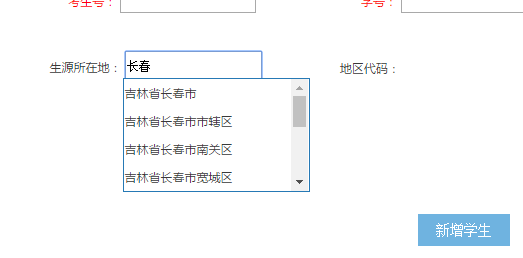 考生号： 学号：
生源所在地： 长春 地区代码：
吉林省长春市
吉林省长春市市辖区
吉林省长春市南关区
吉林省长春市宽城区
新增学生